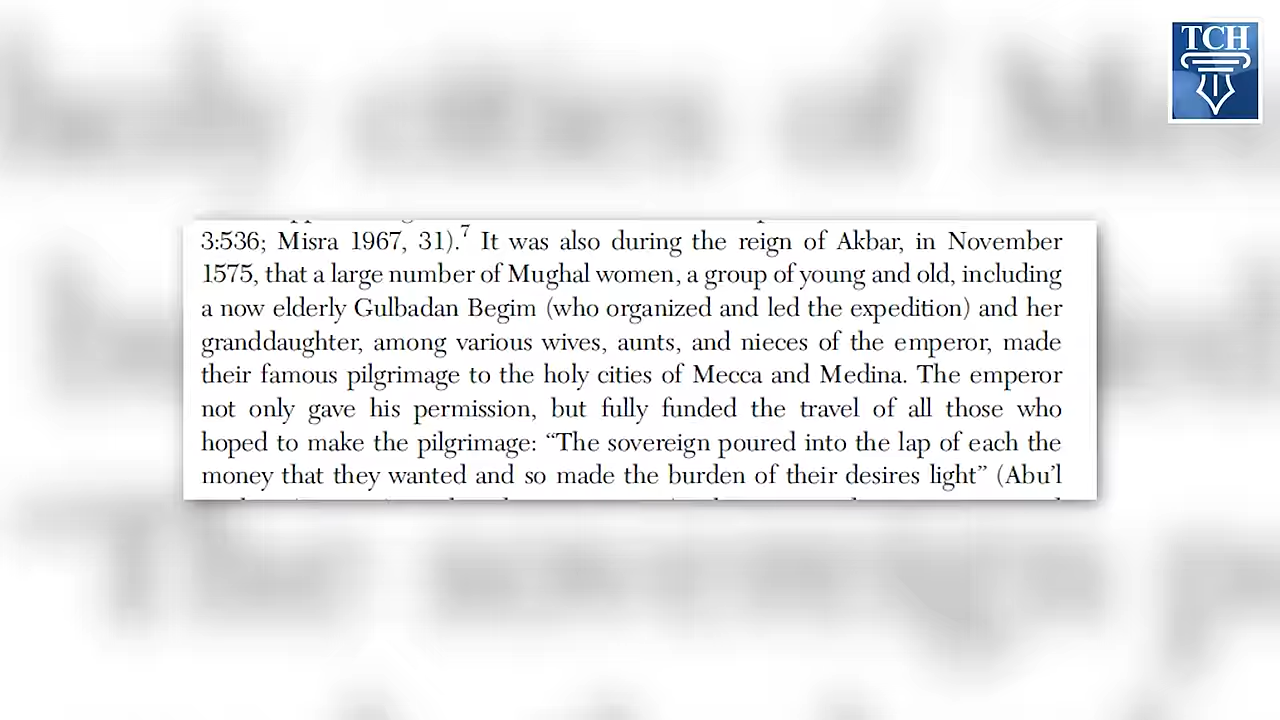 TCH
3:536; Misra 1967, 31).7 It was also during the reign of Akbar, in November
1575, that a large number of Mughal women, a group of young and old, including
a now elderly Gulbadan Begim (who organized and led the expedition) and her
granddaughter, among various wives, aunts, and nieces of the emperor, made
their famous pilgrimage to the holy cities of Mecca and Medina. The emperor
not only gave his permission, but fully funded the travel of all those who
hoped to make the pilgrimage: “The sovereign poured into the lap of each the
money that they wanted and so made the burden of their desires light” (Abu’l